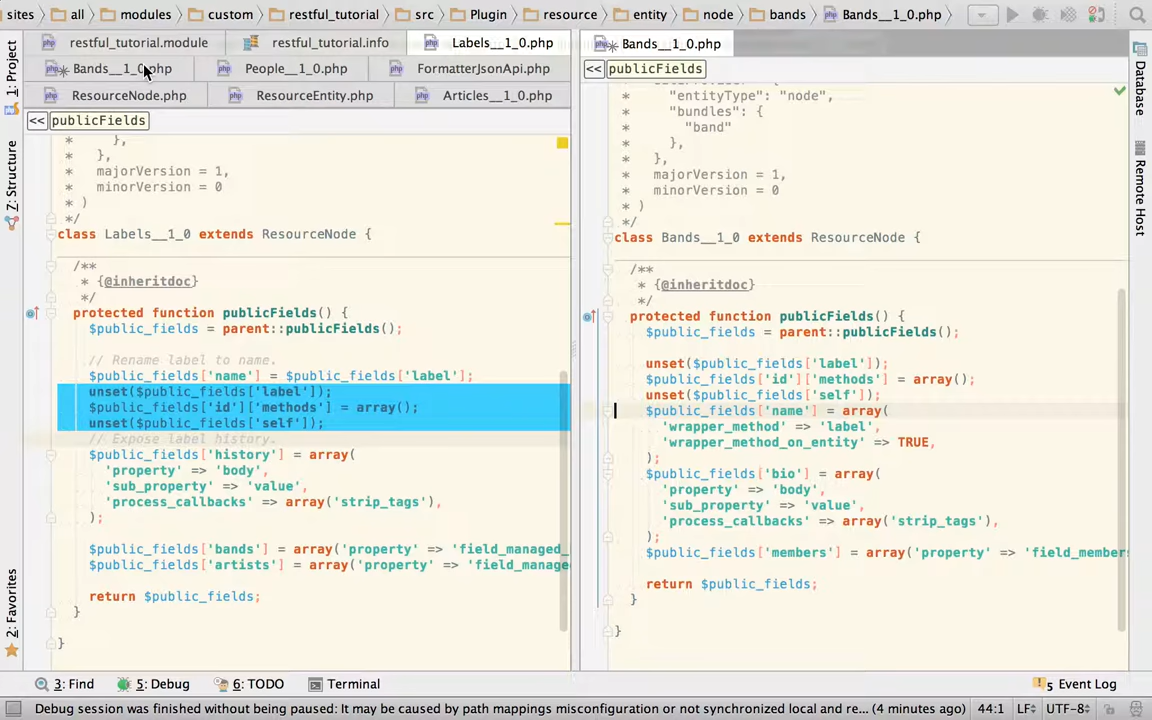 sites all modules custom restful_tutorial src Plugin resource entity node bands Bands__1_0.php
restful_tutorial.module restful_tutorial.info Labels__1_0.php
Bands__1_0.php People__1_0.php FormatterJsonApi.php
ResourceNode.php ResourceEntity.php Articles__1_0.php
<< publicFields
* },
* },
* majorVersion = 1,
* minorVersion = 0
* )
*/
class Labels__1_0 extends ResourceNode {
/**
* {@inheritdoc}
*/
protected function publicFields() {
$public_fields = parent::publicFields();
// Rename label to name.
$public_fields['name'] = $public_fields['label'];
unset($public_fields['label']);
$public_fields['id']['methods'] = array();
unset($public_fields['self']);
// Expose label history.
$public_fields['history'] = array(
'property' => 'body',
'sub_property' => 'value',
'process_callbacks' => array('strip_tags'),
);
$public_fields['bands'] = array('property' => 'field_managed_
$public_fields['artists'] = array('property' => 'field_manage
return $public_fields;
}
}
Bands__1_0.php
<< publicFields
* "entityType": "node",
* "bundles": {
* "band"
* },
* },
* majorVersion = 1,
* minorVersion = 0
* )
*/
class Bands__1_0 extends ResourceNode {
/**
* {@inheritdoc}
*/
protected function publicFields() {
$public_fields = parent::publicFields();
unset($public_fields['label']);
$public_fields['id']['methods'] = array();
unset($public_fields['self']);
$public_fields['name'] = array(
'wrapper_method' => 'label',
'wrapper_method_on_entity' => TRUE,
);
$public_fields['bio'] = array(
'property' => 'body',
'sub_property' => 'value',
'process_callbacks' => array('strip_tags'),
);
$public_fields['members'] = array('property' => 'field_members
return $public_fields;
}
}
1: Project
Z: Structure
2: Favorites
Database
Remote Host
3: Find 5: Debug 6: TODO Terminal 5 Event Log
Debug session was finished without being paused: It may be caused by path mappings misconfiguration or not synchronized local and re... (4 minutes ago) 44:1 LF UTF-8